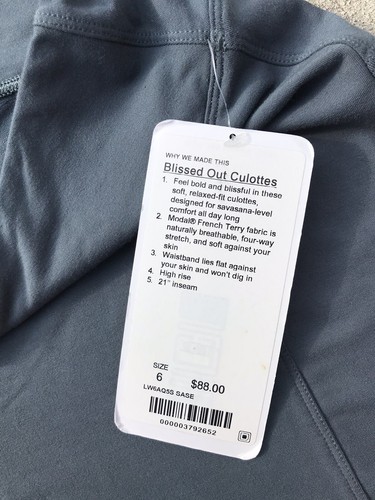 WHY WE MADE THIS
Blissed Out Culottes
1. Feel bold and blissful in these
soft, relaxed-fit culottes,
designed for savasana-level
comfort all day long
2. Modal® French Terry fabric is
naturally breathable, four-way
stretch, and soft against your
skin
3. Waistband lies flat against
your skin and won't dig in
4. High rise
5. 21" inseam
SIZE
6 $88.00
LW6AQ5S SASE
000003792652